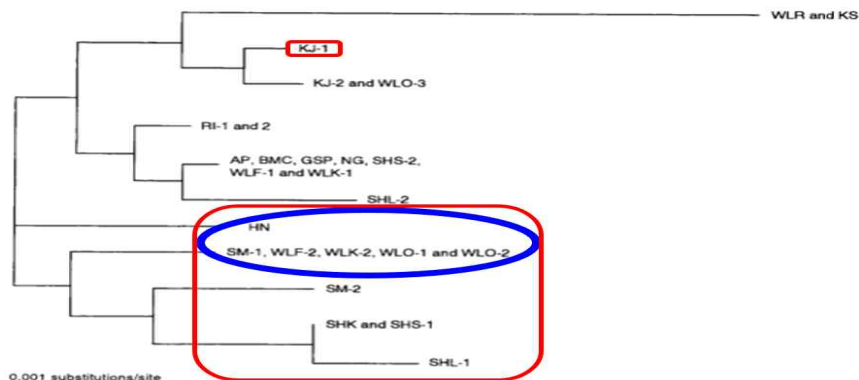 WLR and KS
KJ-1
KJ-2 and WLO-3
RI-1 and 2
AP, BMC, GSP, NG, SHS-2,
WLF-1 and WLK-1
SHL-2
HN
SM-1, WLF-2, WLK-2, WLO-1 and WLO-2
SM-2
SHK and SHS-1
SHL-1
0.001 substitutions/site